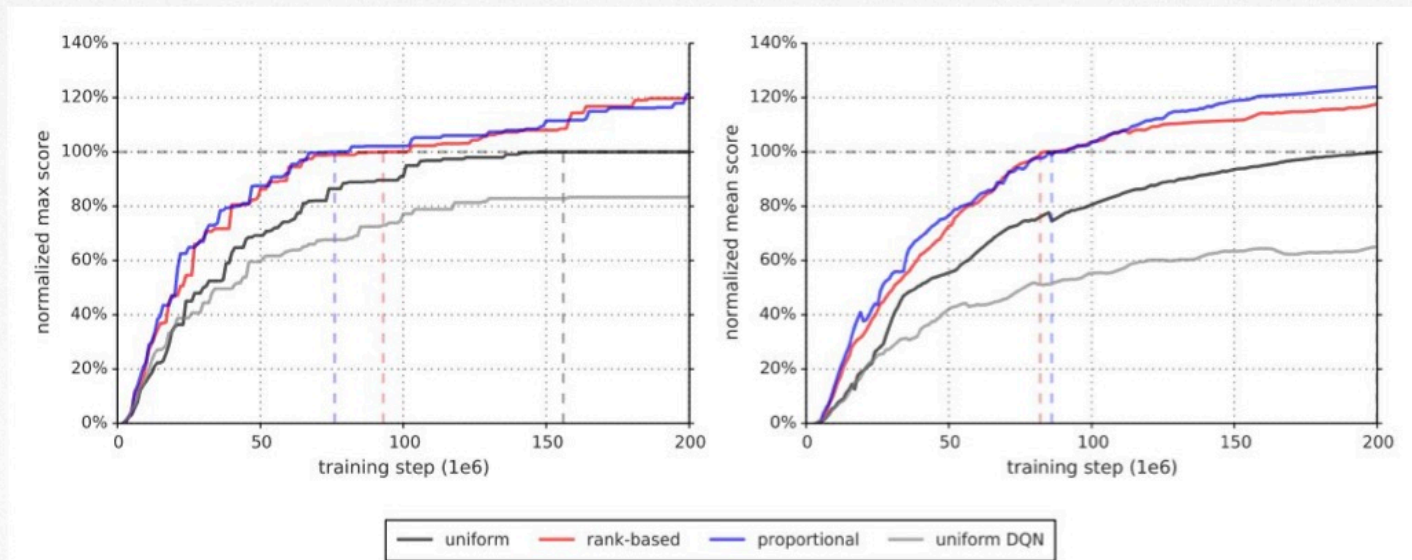 140%
120%
100%
80%
60%
40%
20%
0%
normalized max score
0 50 100 150 200
training step (1e6)
140%
120%
100%
80%
60%
40%
20%
0%
normalized mean score
0 50 100 150 200
training step (1e6)
uniform rank-based proportional uniform DQN